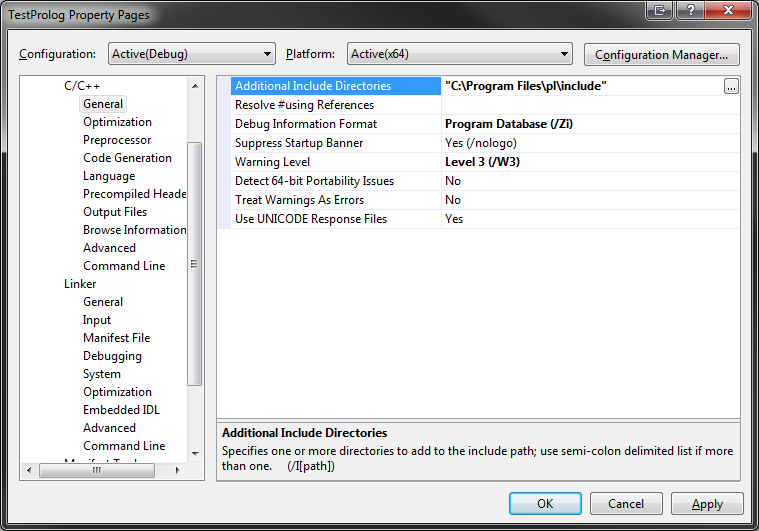 TestProlog Property Pages
Configuration: Active(Debug) Platform: Active(x64) Configuration Manager...
C/C++
General
Optimization
Preprocessor
Code Generation
Language
Precompiled Heade
Output Files
Browse Information
Advanced
Command Line
Linker
General
Input
Manifest File
Debugging
System
Optimization
Embedded IDL
Advanced
Command Line
Additional Include Directories "C:\Program Files\pl\include" ...
Resolve #using References
Debug Information Format Program Database (/Zi)
Suppress Startup Banner Yes (/nologo)
Warning Level Level 3 (/W3)
Detect 64-bit Portability Issues No
Treat Warnings As Errors No
Use UNICODE Response Files Yes
Additional Include Directories
Specifies one or more directories to add to the include path; use semi-colon delimited list if more
than one. (/I[path])
OK Cancel Apply